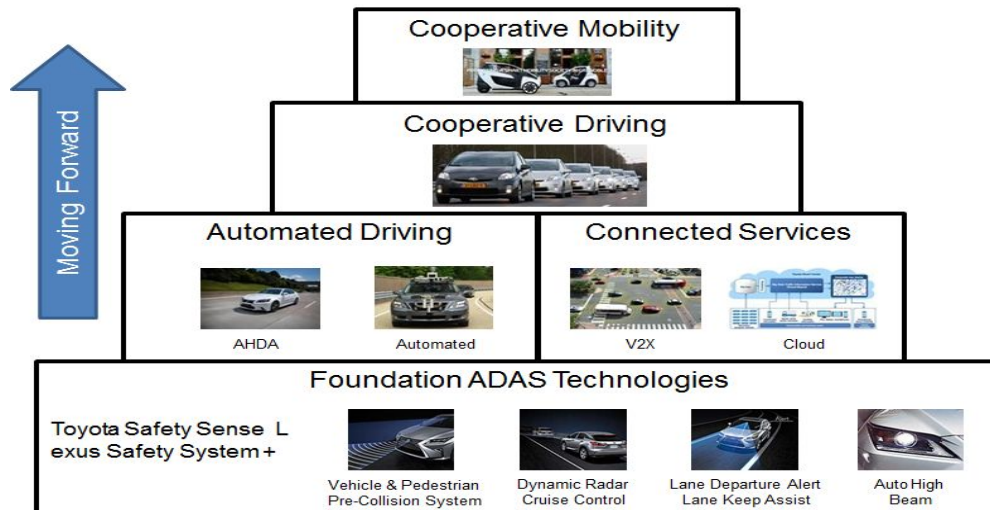 Cooperative Mobility
Cooperative Driving
Moving Forward
Automated Driving
Connected Services
AHDA
Automated
V2X
Cloud
Foundation ADAS Technologies
Toyota Safety Sense L
exus Safety System +
Vehicle & Pedestrian
Pre-Collision System
Dynamic Radar
Cruise Control
Lane Departure Alert
Lane Keep Assist
Auto High
Beam